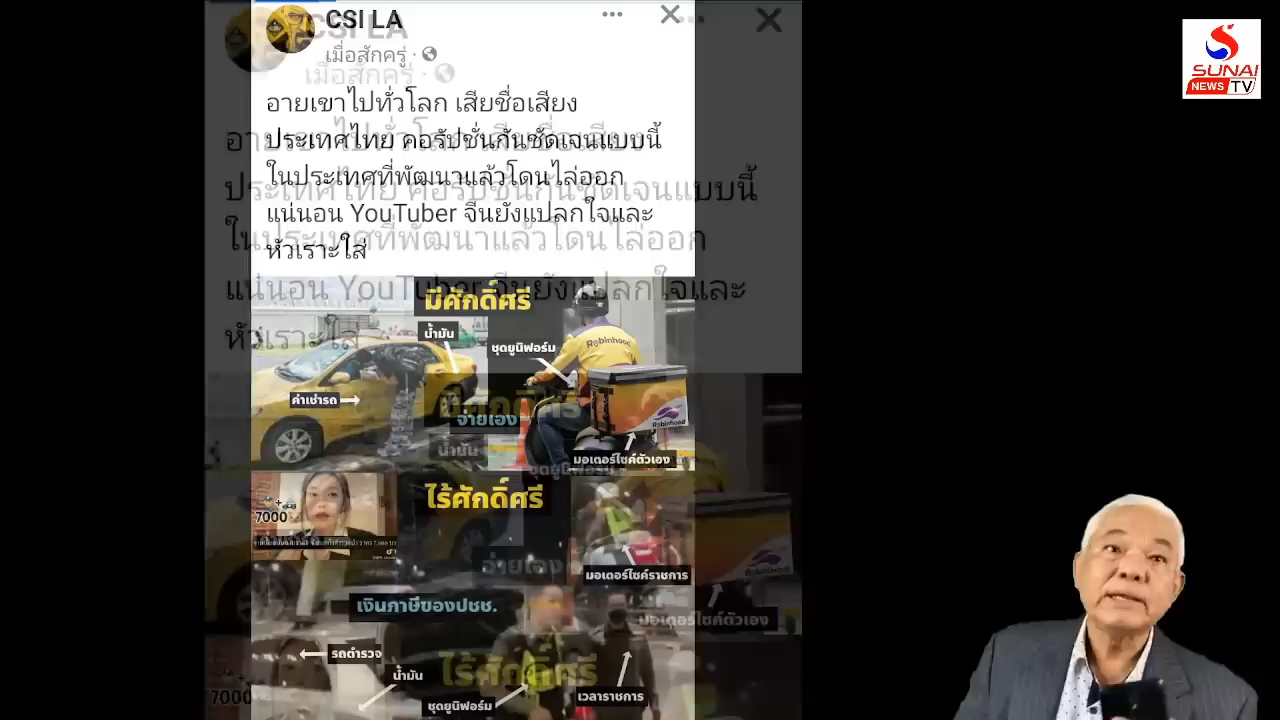 CSI LA
เมื่อสักครู่ ·
อายเขาไปทั่วโลก เสียชื่อเสียง
ประเทศไทย คอรัปชั่นกันชัดเจนแบบนี้
ในประเทศที่พัฒนาแล้วโดนไล่ออก
แน่นอน YouTuber จีนยังแปลกใจและ
หัวเราะใส่
SUNAI
NEWS TV
มีศักดิ์ศรี
น้ำมัน
ชุดยูนิฟอร์ม
Robinhood
ค่าเช่ารถ
จ่ายเอง
Robinhood
มอเตอร์ไซค์ตัวเอง
ไร้ศักดิ์ศรี
7000
มอเตอร์ไซค์ราชการ
เงินภาษีของปชช.
รถตำรวจ
น้ำมัน
ชุดยูนิฟอร์ม
เวลาราชการ